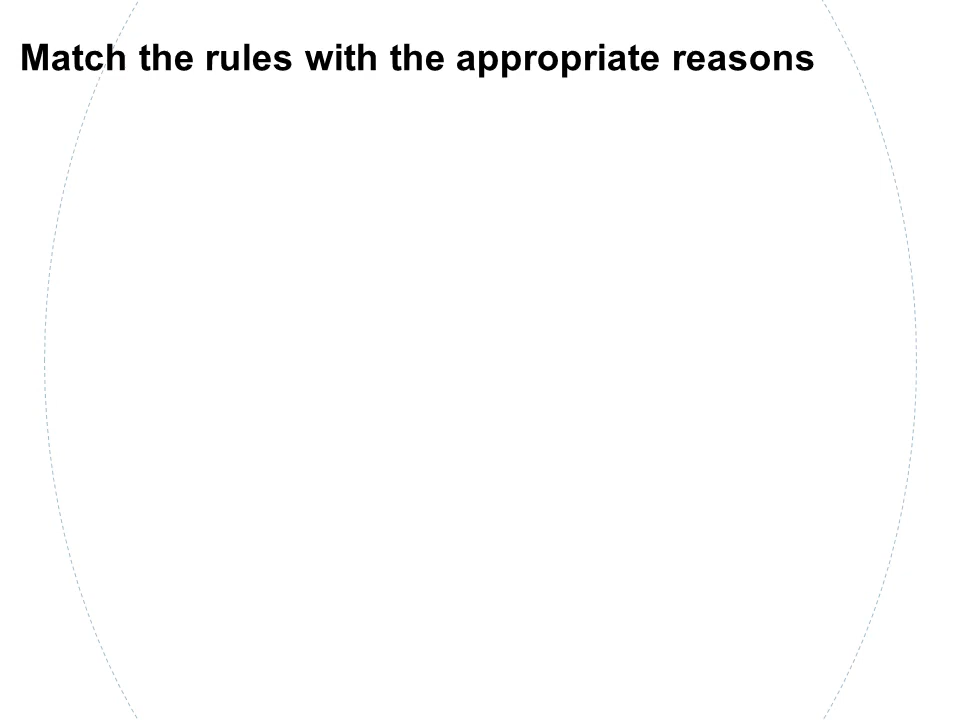 Match the rules with the appropriate reasons